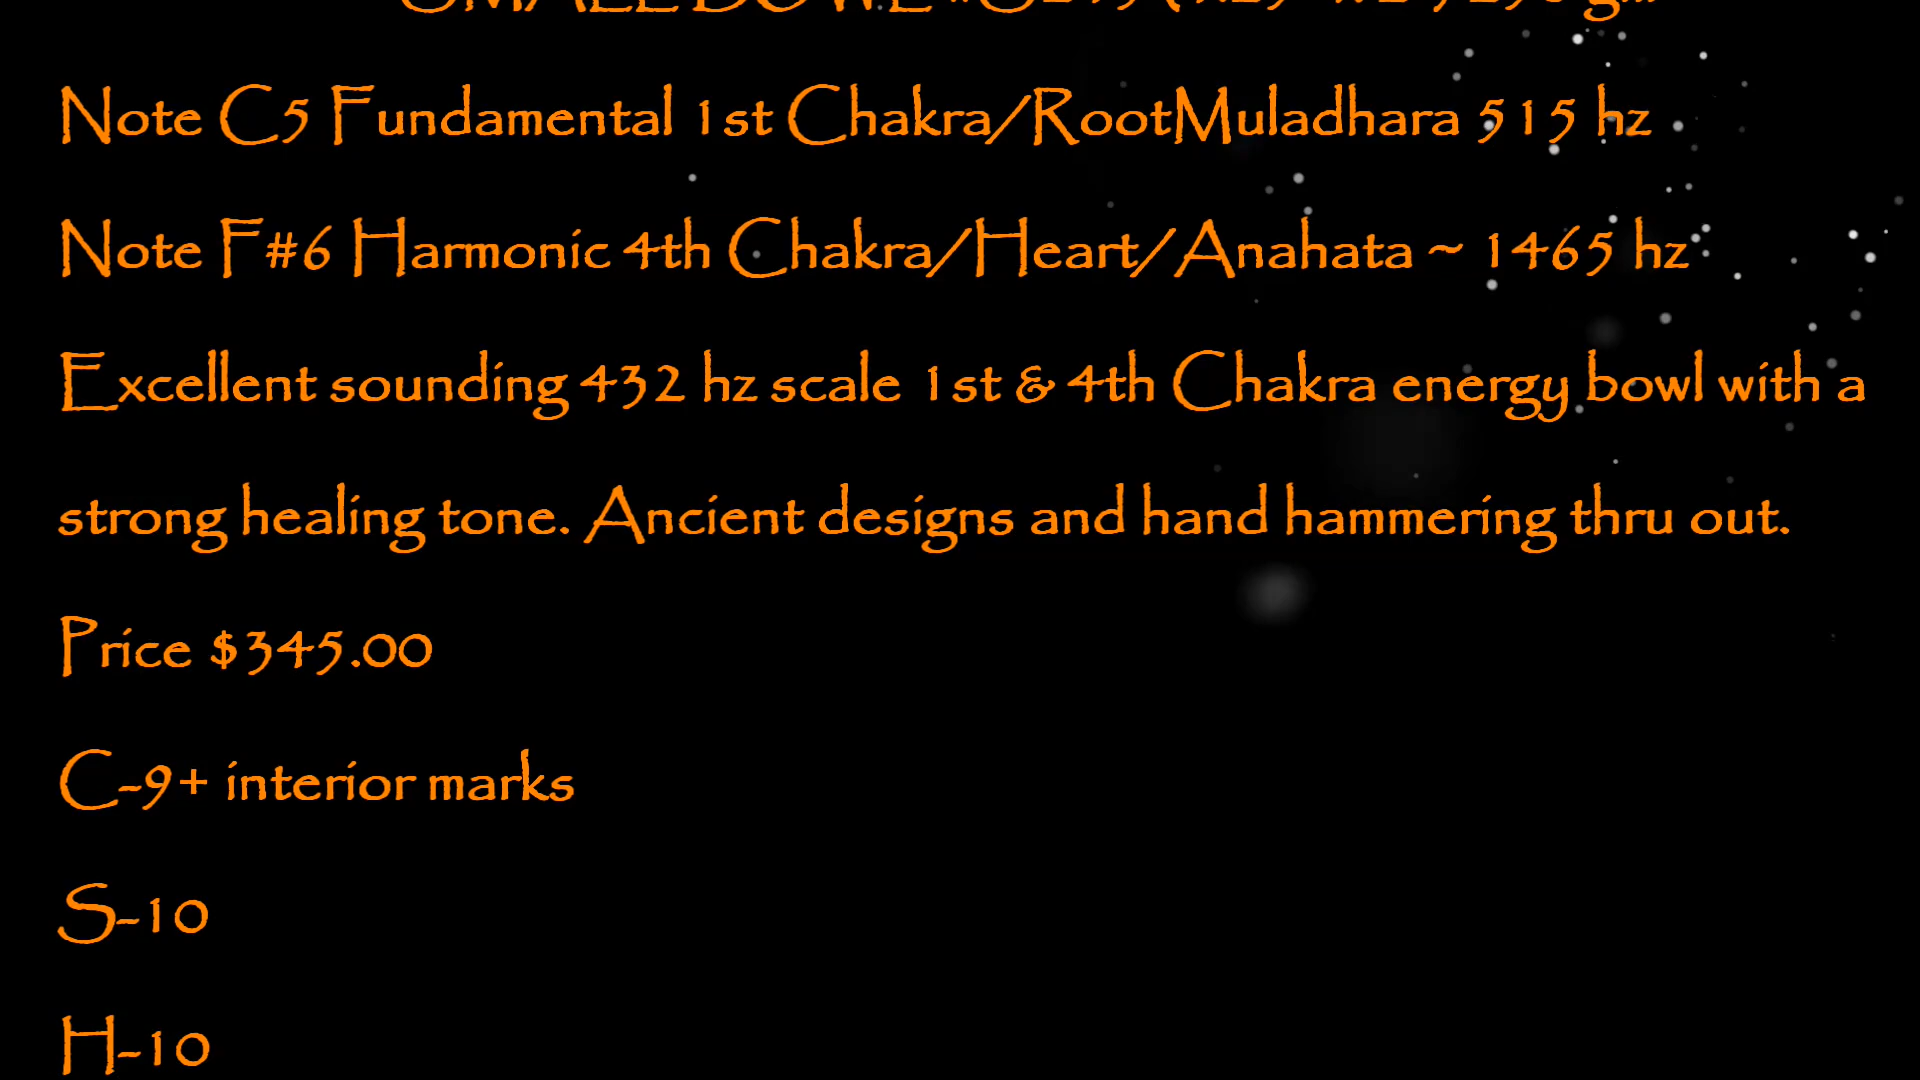 SMALL BOWL
Note C5 Fundamental 1st Chakra/RootMuladhara 515 hz
Note F#6 Harmonic 4th Chakra/Heart/Anahata ~ 1465 hz
Excellent sounding 432 hz scale 1st & 4th Chakra energy bowl with a
strong healing tone. Ancient designs and hand hammering thru out.
Price $345.00
C-9+ interior marks
S-10
H-10